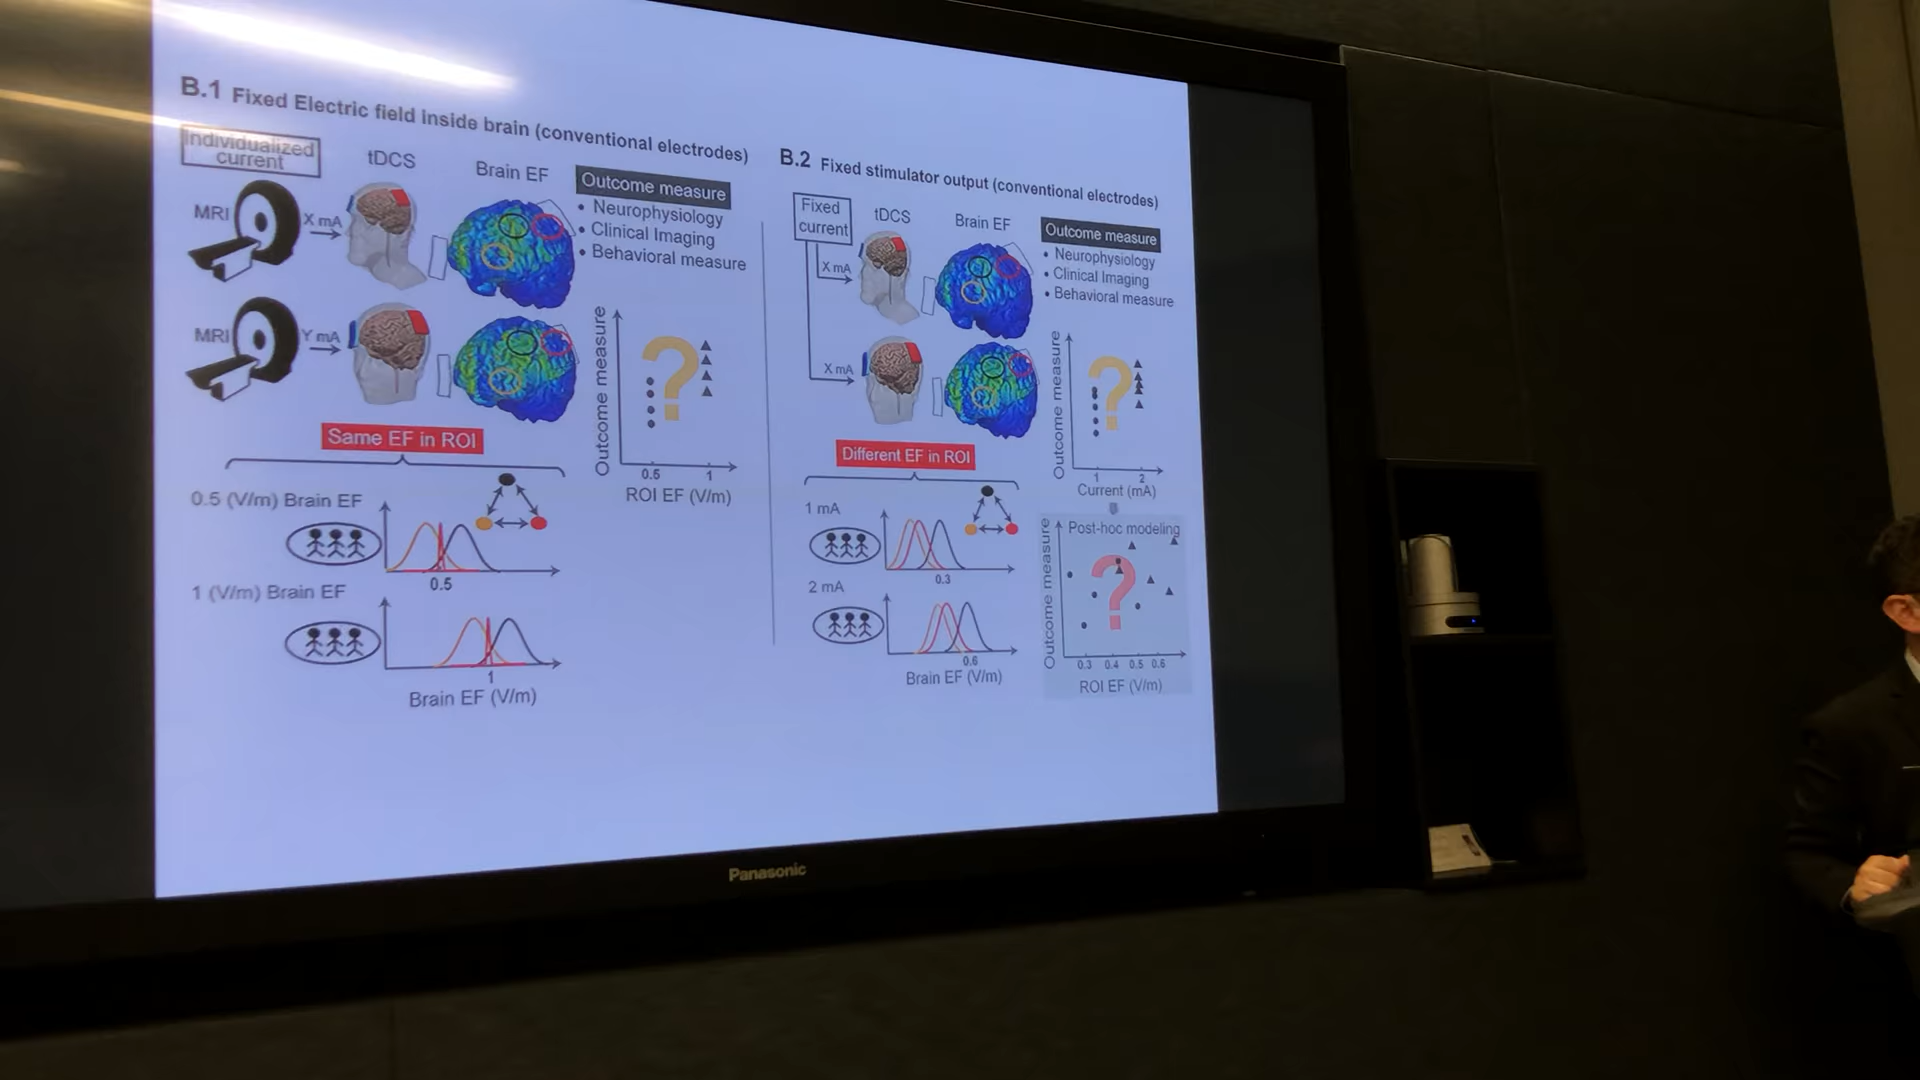 B.1 Fixed Electric field inside brain (conventional electrodes)
Individualized
current
tDCS
Brain EF
Outcome measure
• Neurophysiology
• Clinical Imaging
• Behavioral measure
MRI
X mA
MRI
Y mA
Outcome measure
?
0.5 1
ROI EF (V/m)
Same EF in ROI
0.5 (V/m) Brain EF
0.5
1 (V/m) Brain EF
1
Brain EF (V/m)
B.2 Fixed stimulator output (conventional electrodes)
Fixed
current
tDCS
Brain EF
Outcome measure
• Neurophysiology
• Clinical Imaging
• Behavioral measure
X mA
X mA
Outcome measure
?
1 2
Current (mA)
Different EF in ROI
1 mA
0.3
2 mA
0.6
Brain EF (V/m)
Post-hoc modeling
Outcome measure
?
0.3 0.4 0.5 0.6
ROI EF (V/m)
Panasonic